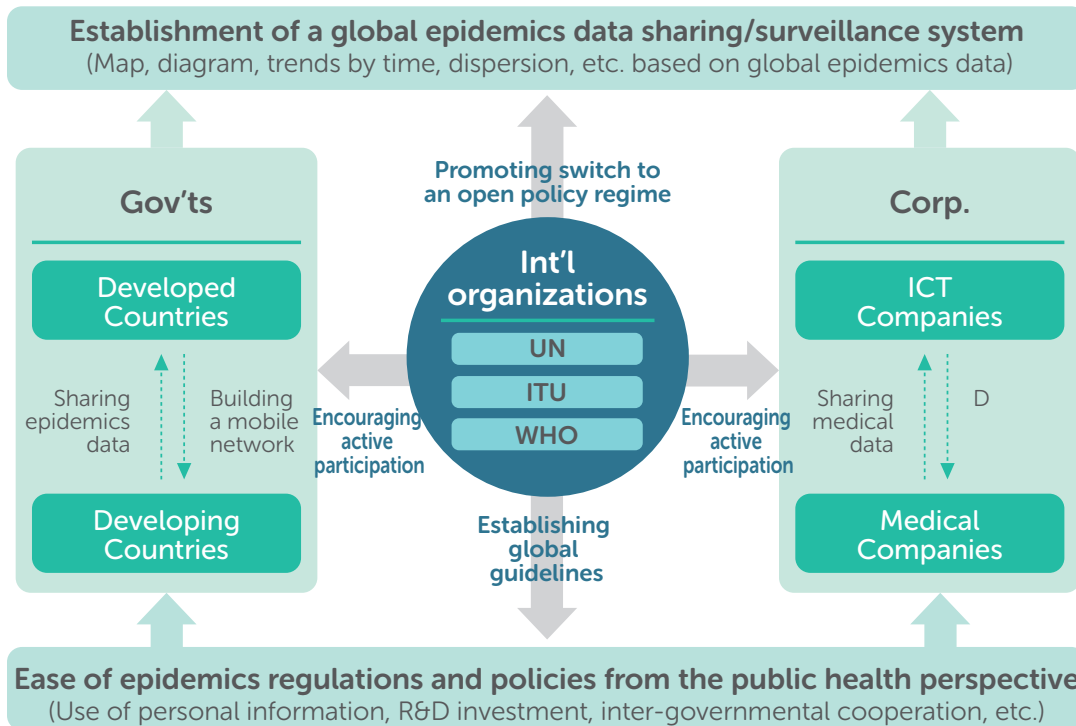 Establishment of a global epidemics data sharing/surveillance system
(Map, diagram, trends by time, dispersion, etc. based on global epidemics data)
Gov'ts
Developed
Countries
Sharing
epidemics
data
Building
a mobile
network
Developing
Countries
Promoting switch to
an open policy regime
Int'l
organizations
UN
ITU
WHO
Encouraging
active
participation
Encouraging
active
participation
Establishing
global
guidelines
Corp.
ICT
Companies
Sharing
medical
data
D
Medical
Companies
Ease of epidemics regulations and policies from the public health perspective
(Use of personal information, R&D investment, inter-governmental cooperation, etc.)